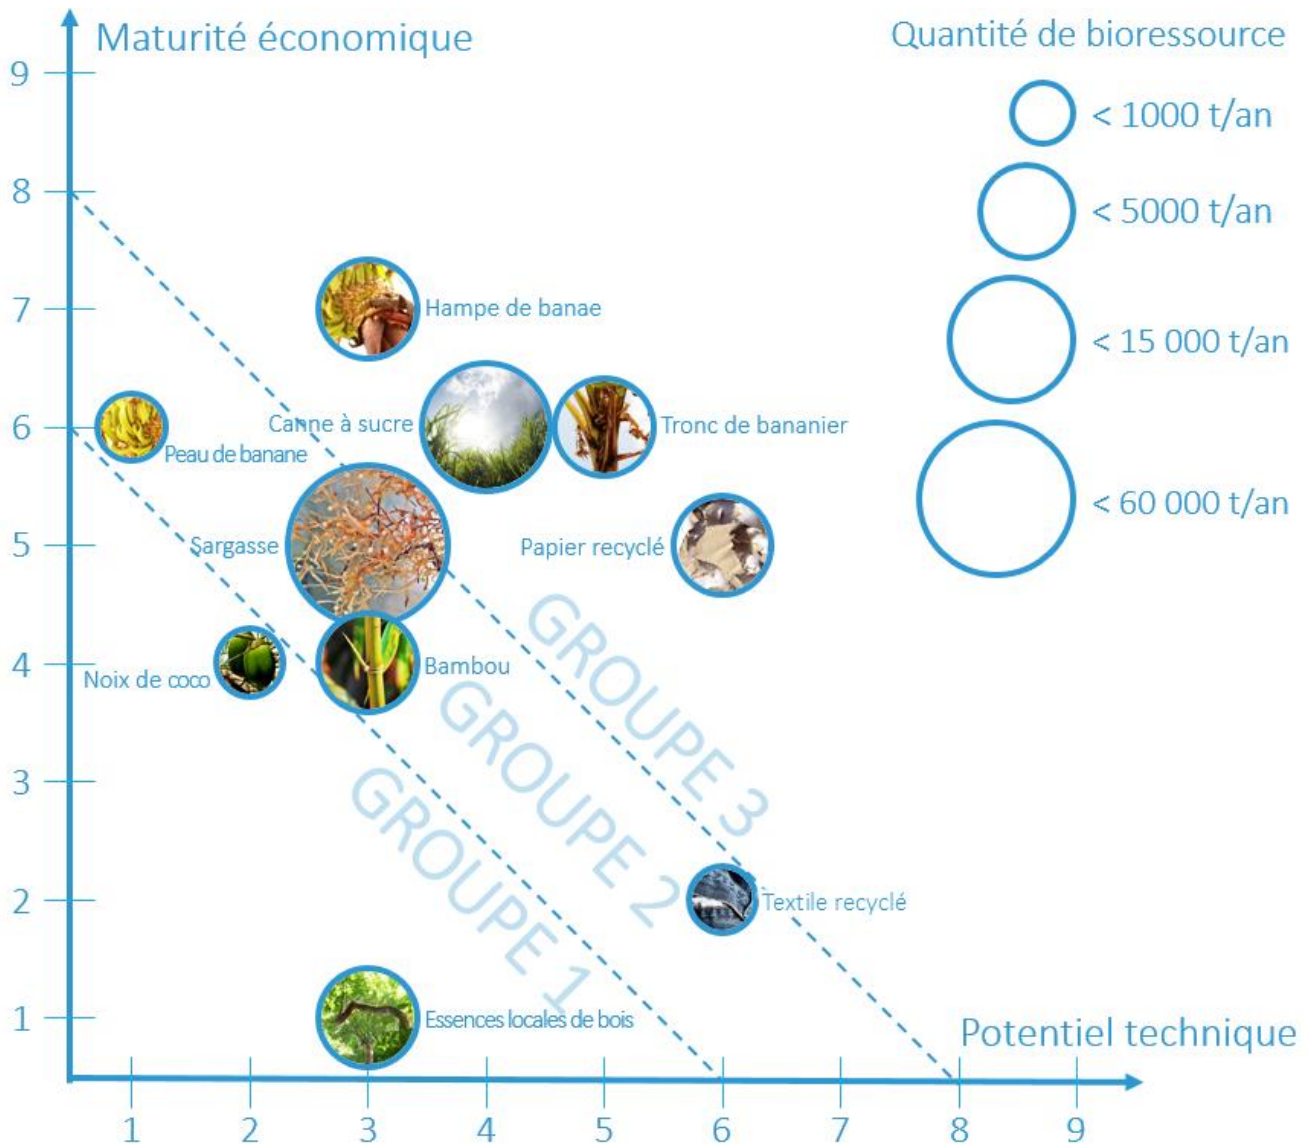 Maturité économique
Quantité de bioressource
9
< 1000 t/an
8
< 5000 t/an
7
Hampe de banae
< 15 000 t/an
6
Canne à sucre
Tronc de bananier
Peau de banane
< 60 000 t/an
5
Sargasse
Papier recyclé
4
Noix de coco
Bambou
GROUPE 3
GROUPE 2
GROUPE 1
3
2
Textile recyclé
1
Essences locales de bois
Potentiel technique
1 2 3 4 5 6 7 8 9